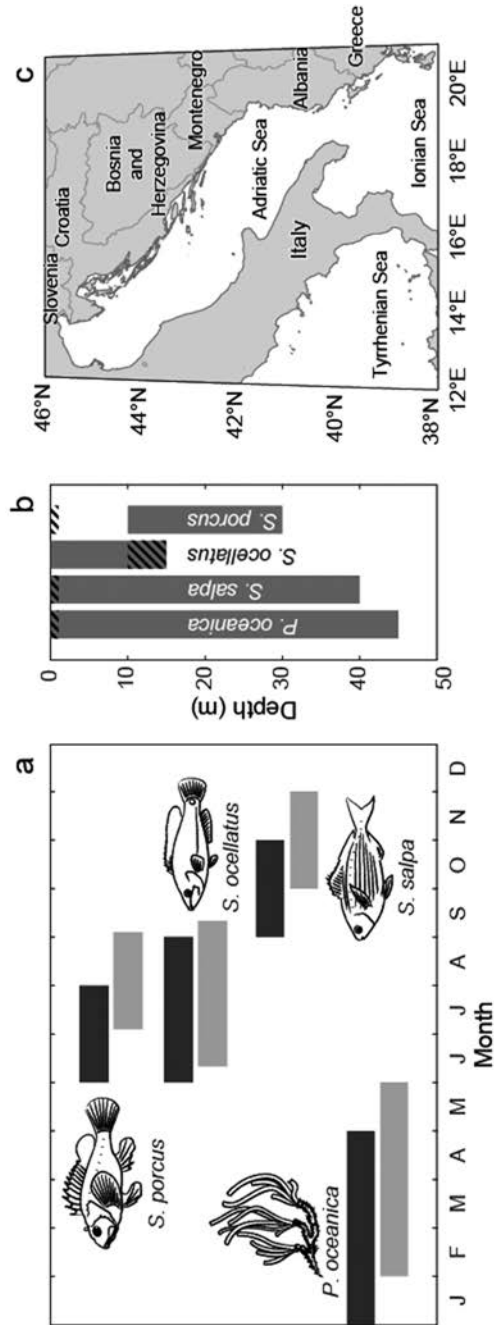 a
S. porcus
S. ocellatus
P. oceanica
S. salpa
J F M A M J J A S O N D
Month
b
Depth (m)
0
10
20
30
40
50
P. oceanica
S. salpa
S. ocellatus
S. porcus
c
46°N
44°N
42°N
40°N
38°N
12°E 14°E 16°E 18°E 20°E
Slovenia
Croatia
Bosnia
and
Herzegovina
Montenegro
Adriatic Sea
Albania
Italy
Greece
Tyrrhenian Sea
Ionian Sea